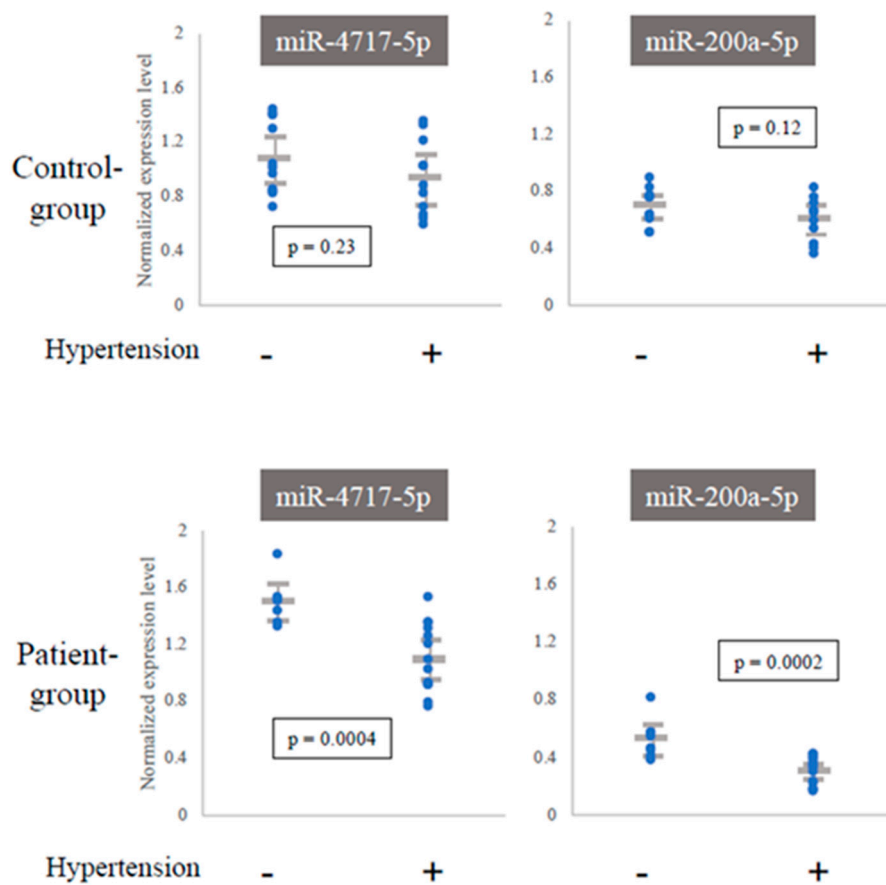 miR-4717-5p
miR-200a-5p
Normalized expression level
2
1.6
1.2
0.8
0.4
0
p = 0.23
2
1.6
1.2
0.8
0.4
0
p = 0.12
Control-
group
Hypertension - + - +
miR-4717-5p
miR-200a-5p
Normalized expression level
2
1.6
1.2
0.8
0.4
0
p = 0.0004
2
1.6
1.2
0.8
0.4
0
p = 0.0002
Patient-
group
Hypertension - + - +